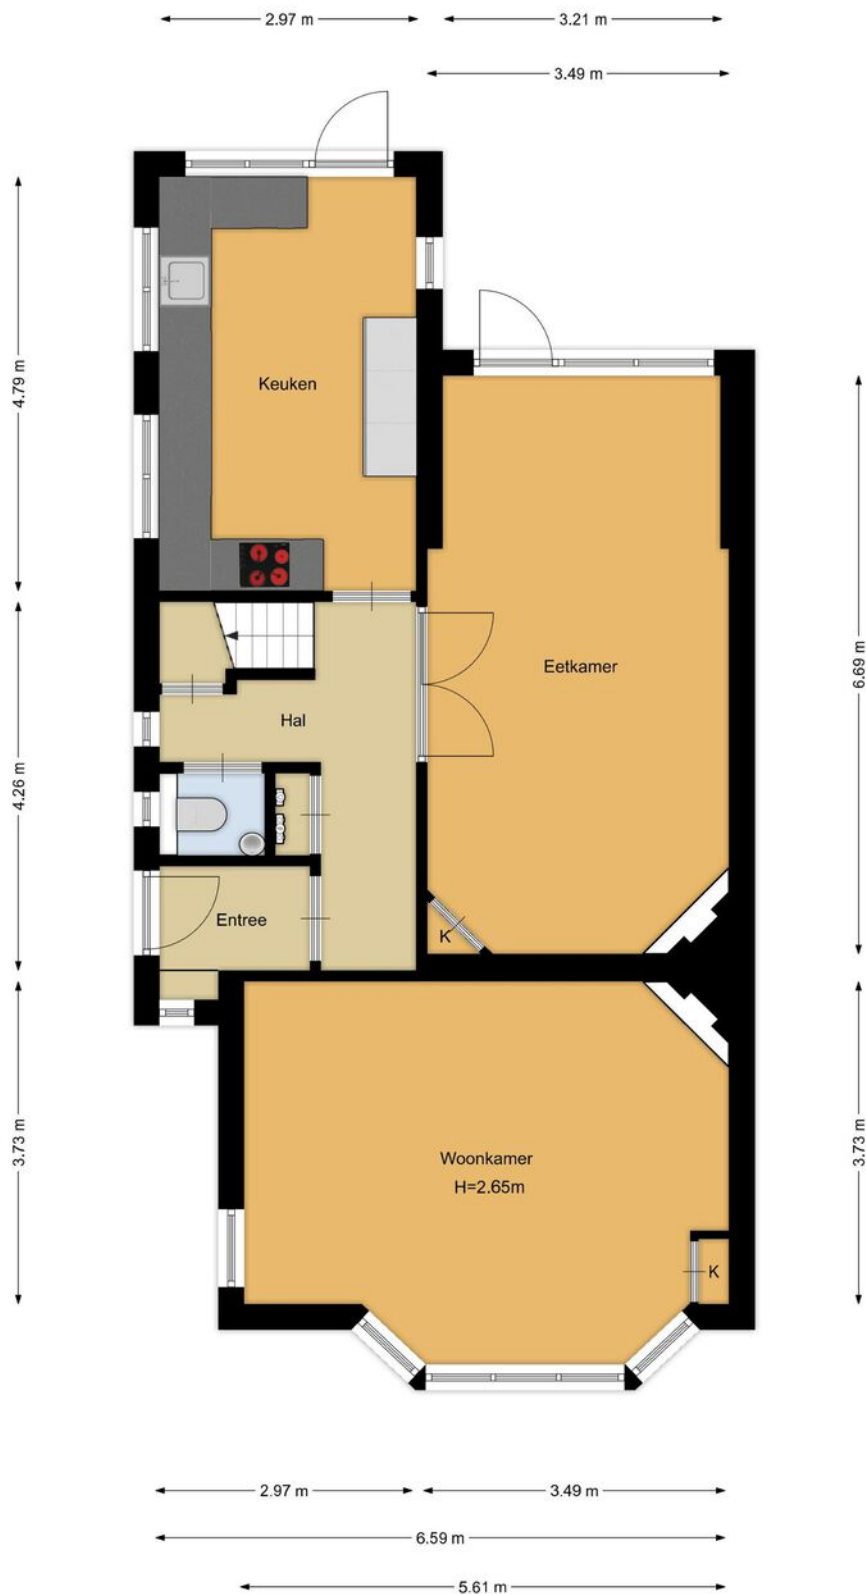 2.97 m
3.21 m
3.49 m
4.79 m
Keuken
6.69 m
Eetkamer
Hal
4.26 m
Entree
K
3.73 m
3.73 m
Woonkamer
H=2.65m
K
2.97 m
3.49 m
6.59 m
5.61 m